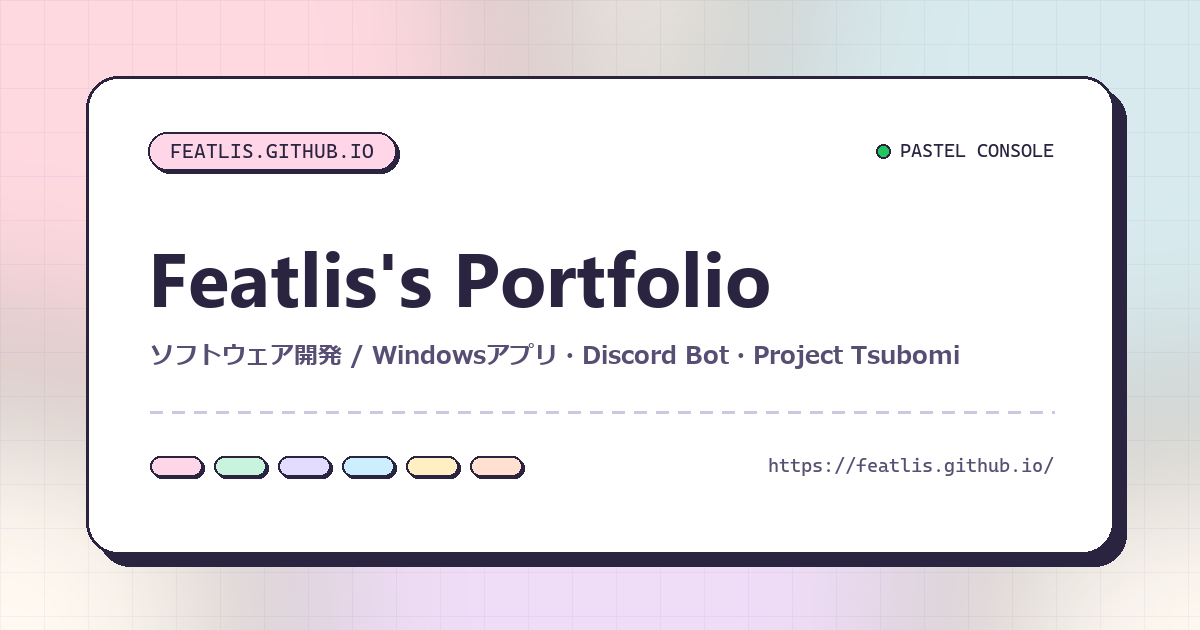 FEATLIS.GITHUB.IO
PASTEL CONSOLE
Featlis's Portfolio
ソフトウェア開発 / Windowsアプリ・Discord Bot・Project Tsubomi
https://featlis.github.io/